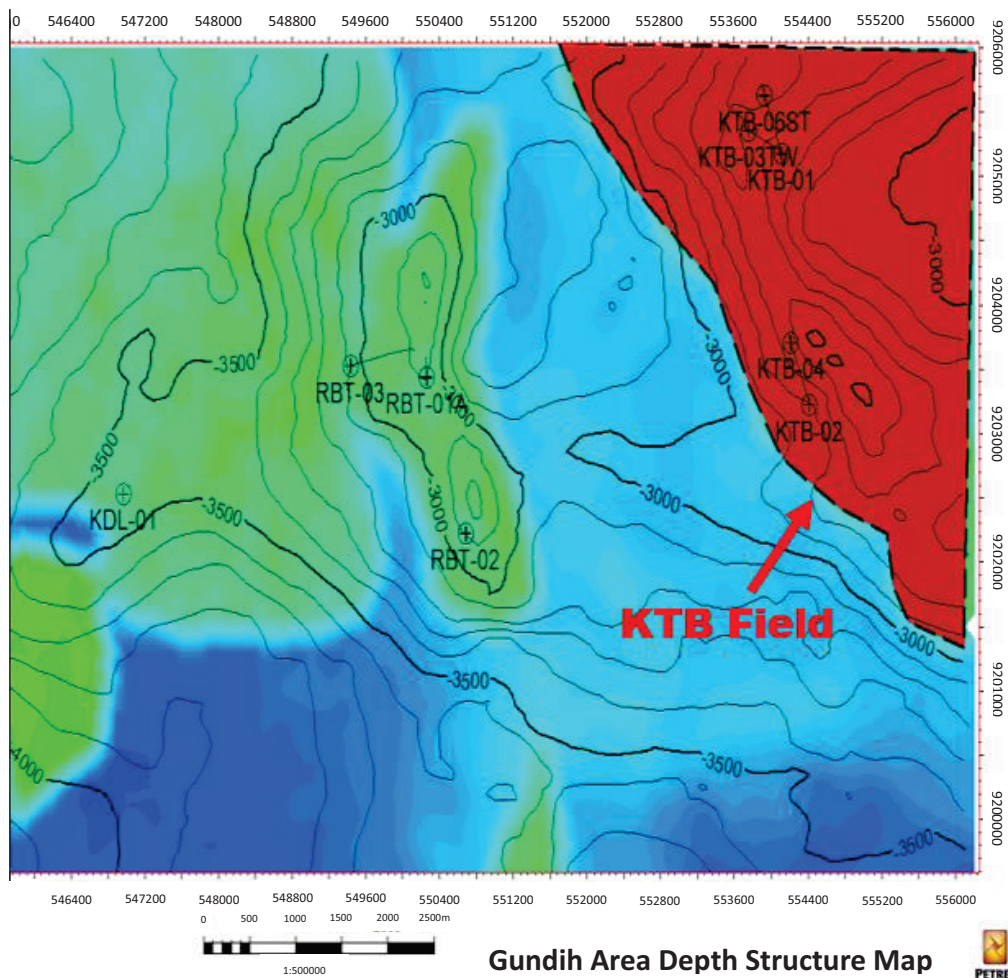 0 546400 547200 548000 548800 549600 550400 551200 552000 552800 553600 554400 555200 556000
9206000
9205000
9204000
9203000
9202000
9201000
9200000
KTB-06ST
KTB-03TW
KTB-01
-3000
-3000
-3000
-3500
KTB-04
RBT-03
RBT-01A
KTB-02
-3500
-3000
-3000
KDL-01
-3500
RBT-02
KTB Field
-3000
-3500
-3500
-4000
-3500
546400 547200 548000 548800 549600 550400 551200 552000 552800 553600 554400 555200 556000
0 500 1000 1500 2000 2500m
1:500000
Gundih Area Depth Structure Map